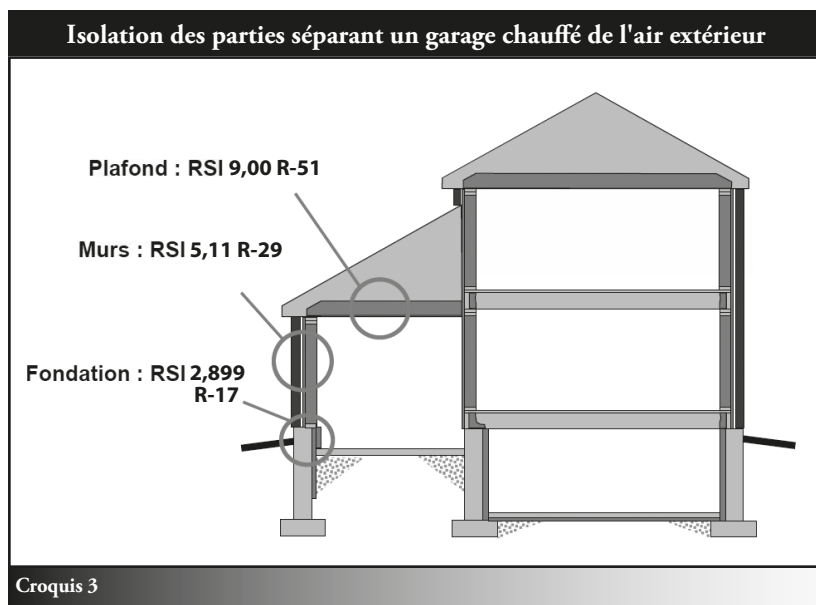 Isolation des parties séparant un garage chauffé de l'air extérieur
Plafond : RSI 9,00 R-51
Murs : RSI 5,11 R-29
Fondation : RSI 2,899
R-17
Croquis 3